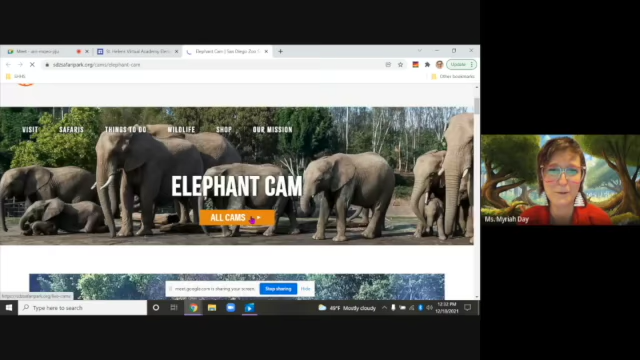 Meet
St. Helens Virtual Academy
Elephant Cam | San Diego Zoo
sdzsafaripark.org/cams/elephant-cam
Update
Other bookmarks
VISIT SAFARIS THINGS TO DO WILDLIFE SHOP OUR MISSION
ELEPHANT CAM
ALL CAMS
Ms. Myriah Day
meet.google.com is sharing your screen. Stop sharing Hide
Type here to search
49°F Mostly cloudy
12:02 PM